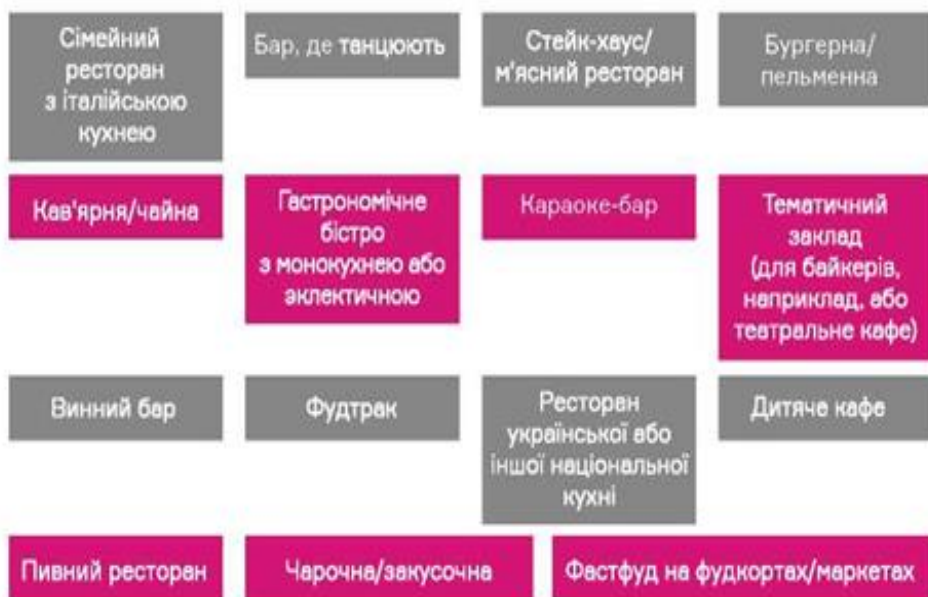 Сімейний
ресторан
з італійською
кухнею
Бар, де танцюють
Стейк-хаус/
м'ясний ресторан
Бургерна/
пельменна
Кав'ярня/чайна
Гастрономічне
бістро
з монокухнею або
эклектичною
Караоке-бар
Тематичний
заклад
(для байкерів,
наприклад, або
театральне кафе)
Винний бар
Фудтрак
Ресторан
української або
іншої національної
кухні
Дитяче кафе
Пивний ресторан
Чарочна/закусочна
Фастфуд на фудкортах/маркетах